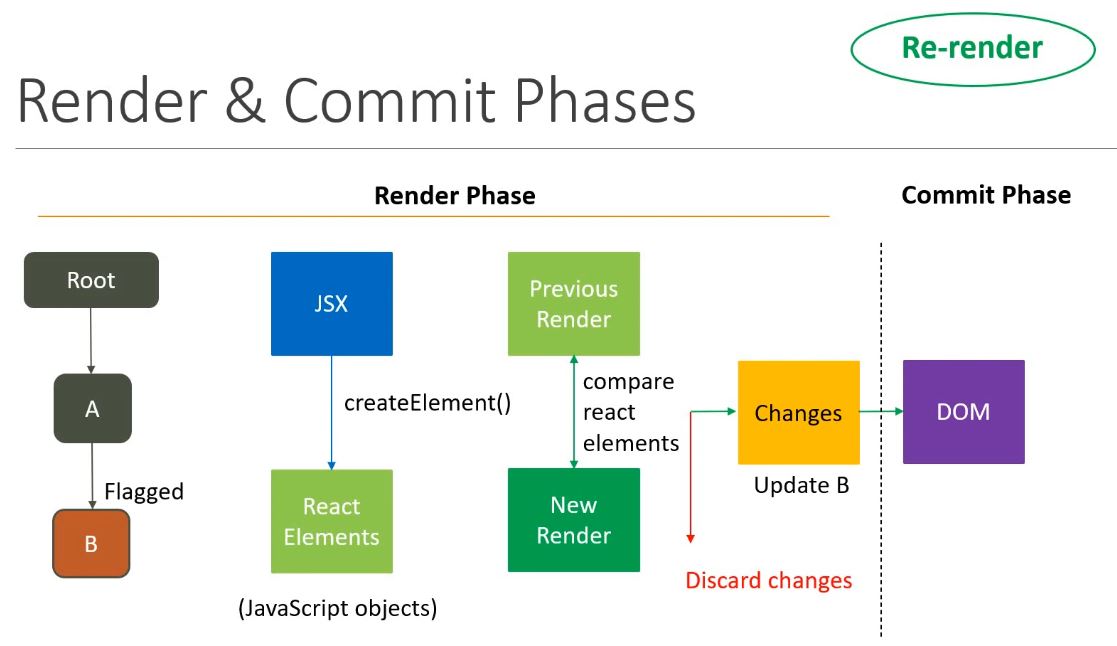 Re-render
Render & Commit Phases
Render Phase
Commit Phase
Root
A
Flagged
B
JSX
createElement()
React
Elements
(JavaScript objects)
Previous
Render
compare
react
elements
New
Render
Changes
Update B
Discard changes
DOM